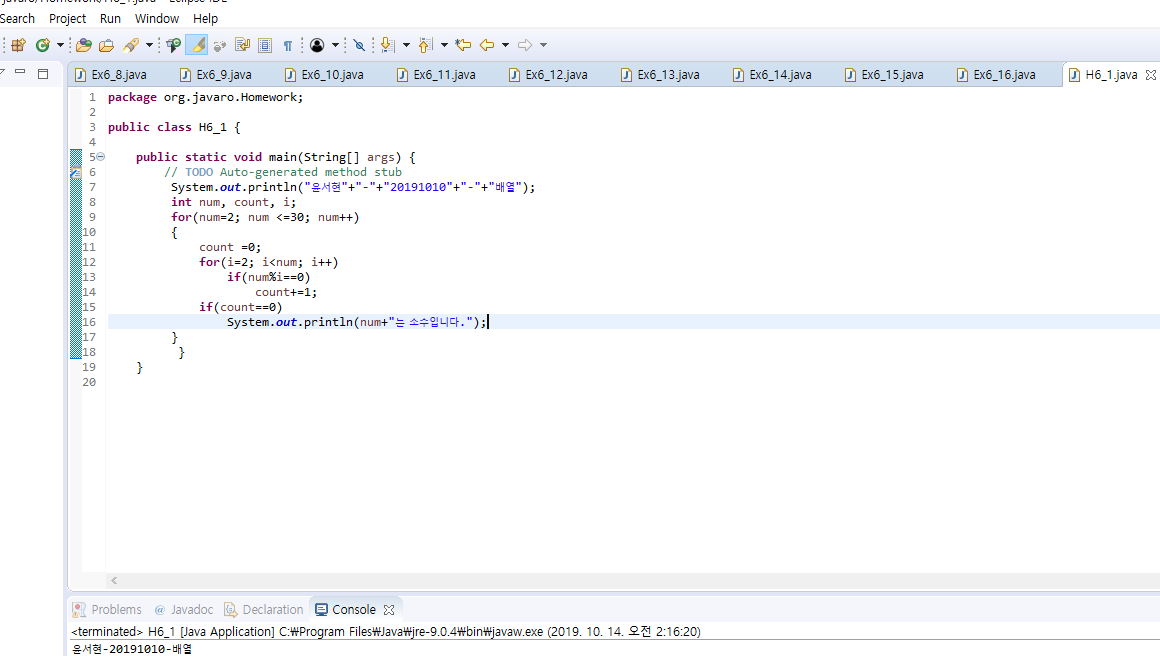 Search Project Run Window Help
Ex6_8.java Ex6_9.java Ex6_10.java Ex6_11.java Ex6_12.java Ex6_13.java Ex6_14.java Ex6_15.java Ex6_16.java H6_1.java
1 package org.javaro.Homework;
2
3 public class H6_1 {
4
5 public static void main(String[] args) {
6 // TODO Auto-generated method stub
7 System.out.println("윤서현"+"-"+"20191010"+"-"+"배열");
8 int num, count, i;
9 for(num=2; num <=30; num++)
10 {
11 count =0;
12 for(i=2; i<num; i++)
13 if(num%i==0)
14 count+=1;
15 if(count==0)
16 System.out.println(num+"는 소수입니다.");
17 }
18 }
19 }
20
Problems @ Javadoc Declaration Console
<terminated> H6_1 [Java Application] C:₩Program Files₩Java₩jre-9.0.4₩bin₩javaw.exe (2019. 10. 14. 오전 2:16:20)
윤서현-20191010-배열